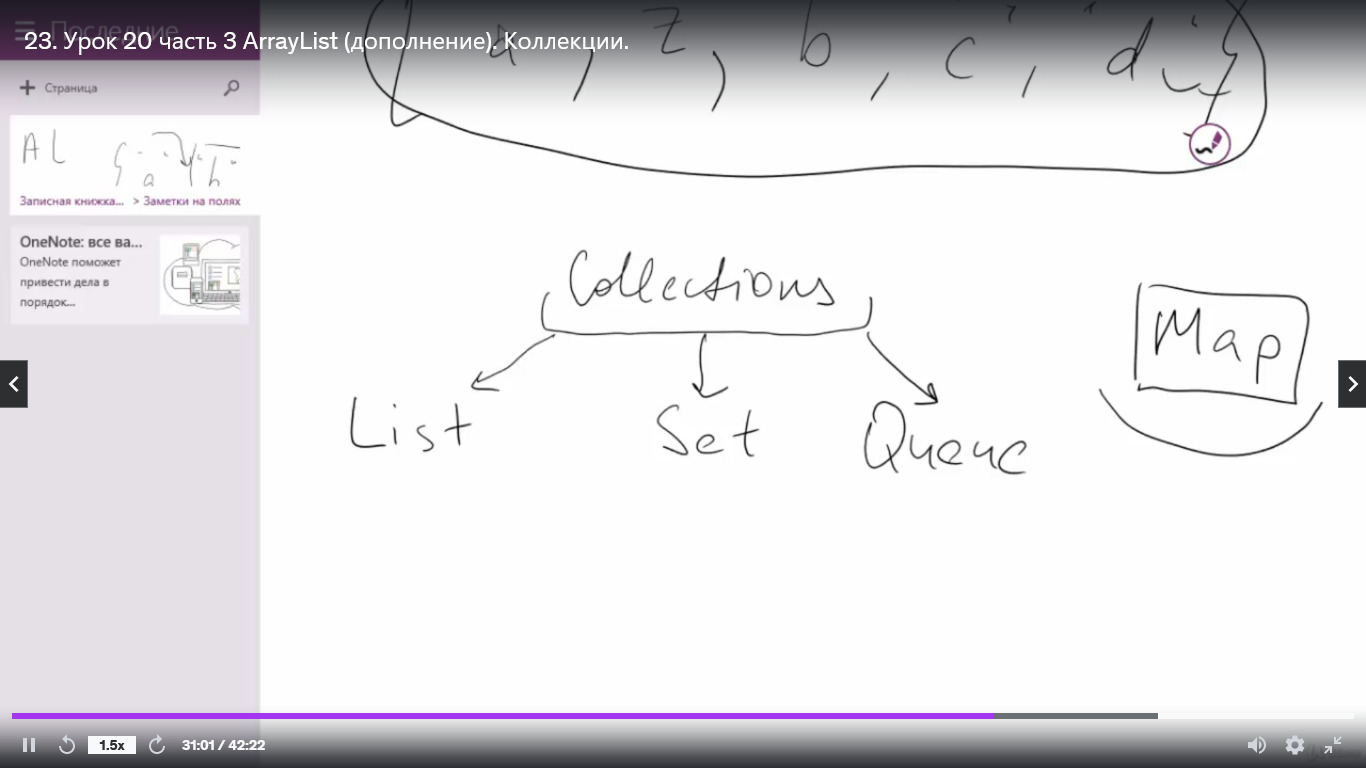 Последние
23. Урок 20 часть 3 ArrayList (дополнение). Коллекции.
a , z , b , c , d
Страница
AL { a h
Записная книжка... > Заметки на полях
OneNote: все ва...
OneNote поможет
привести дела в
порядок...
Collections
Map
List Set Queue
1.5x 31:01 / 42:22